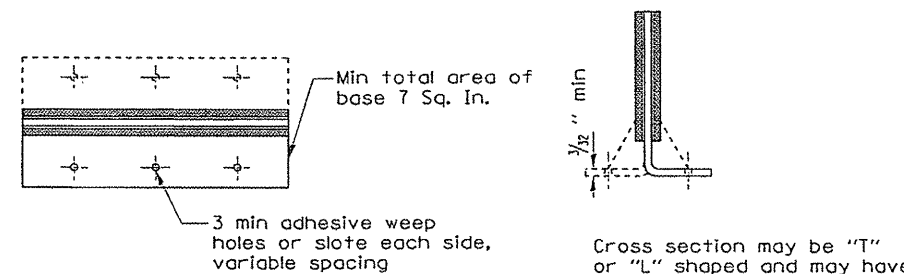 Min total area of
base 7 Sq. In.
3/32 " min
3 min adhesive weep
holes or slote each side,
variable spacing
Cross section may be "T"
or "L" shaped and may have